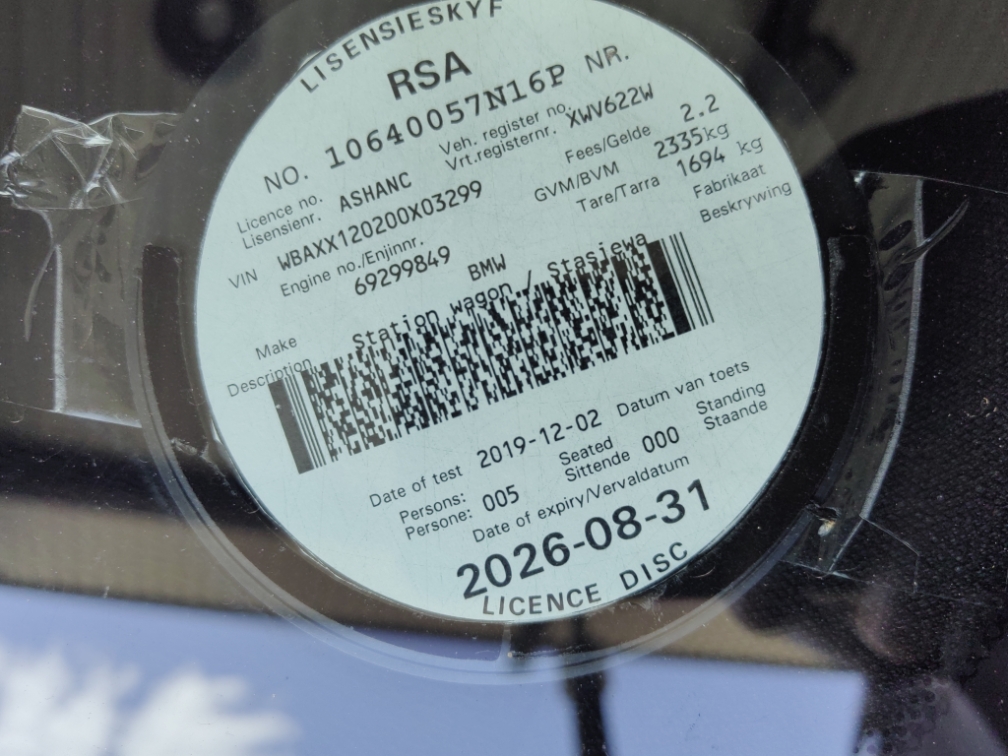 LISENSIESKYF
RSA
NO. 10640057N16P NR.
Licence no. ASHANC Veh. register no. XWV622W
Lisensienr. Vrt.registernr.
VIN WBAXX120200X03299 Fees/Gelde 2.2
Engine no./Enjinnr. GVM/BVM 2335kg
69299849 Tare/Tarra 1694 kg
Make BMW Fabrikaat
Description Station wagon / Stasiewa Beskrywing
Date of test 2019-12-02 Datum van toets
Persons: 005 Seated 000 Standing
Persone: Sittende Staande
Date of expiry/Vervaldatum
2026-08-31
LICENCE DISC